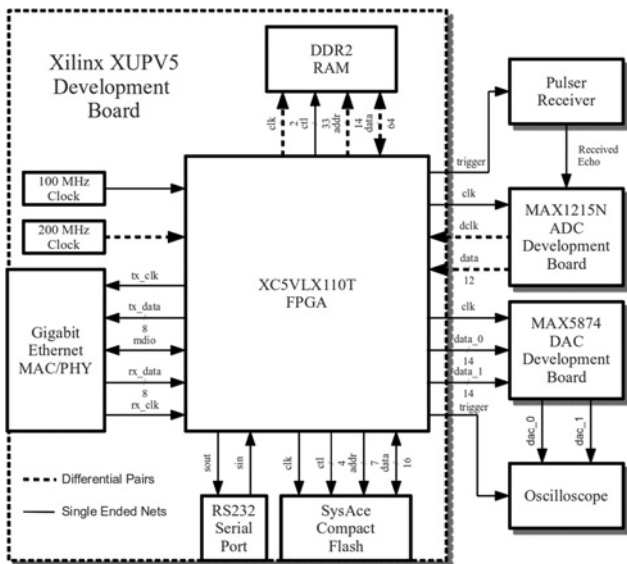 Xilinx XUPV5
Development
Board
DDR2
RAM
clk
2
ctl
33
addr
14
data
64
Pulser
Receiver
trigger
Received
Echo
100 MHz
Clock
200 MHz
Clock
XC5VLX110T
FPGA
clk
dclk
data
12
MAX1215N
ADC
Development
Board
Gigabit
Ethernet
MAC/PHY
tx_clk
tx_data
8
mdio
rx_data
8
rx_clk
clk
data_0
14
data_1
14
trigger
MAX5874
DAC
Development
Board
dac_0
dac_1
Oscilloscope
sout
sin
clk
ctl
4
addr
7
data
16
Differential Pairs
Single Ended Nets
RS232
Serial
Port
SysAce
Compact
Flash